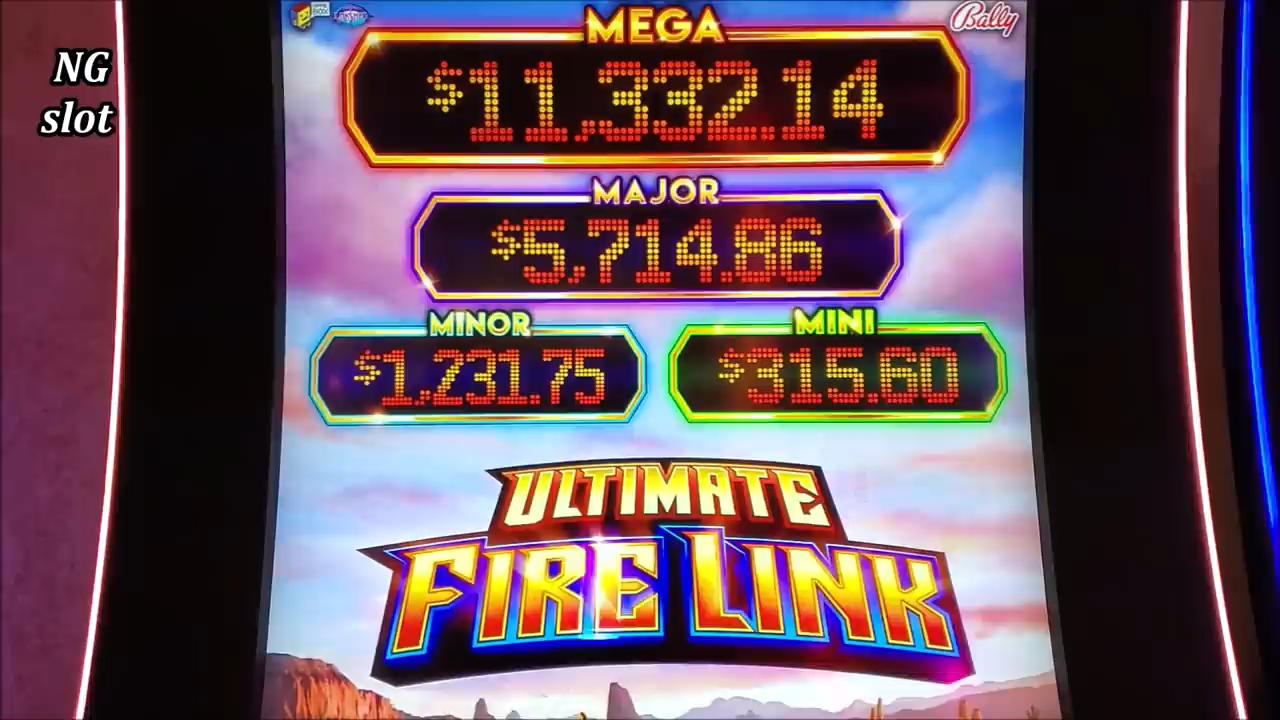 NG
slot
Bally
MEGA
$11,332.14
MAJOR
$5,714.86
MINOR
$1,231.75
MINI
$315.60
ULTIMATE
FIRE LINK